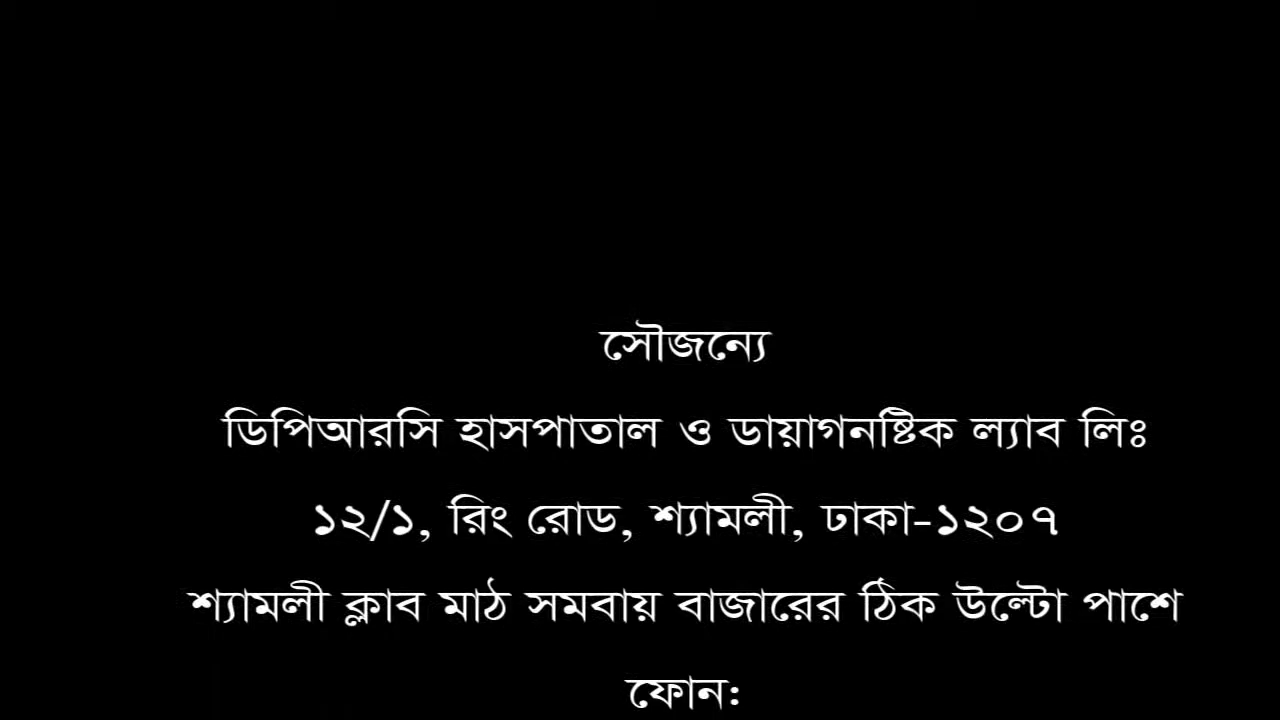 সৌজন্যে
ডিপিআরসি হাসপাতাল ও ডায়াগনষ্টিক ল্যাব লিঃ
১২/১, রিং রোড, শ্যামলী, ঢাকা-১২০৭
শ্যামলী ক্লাব মাঠ সমবায় বাজারের ঠিক উল্টো পাশে
ফোন: